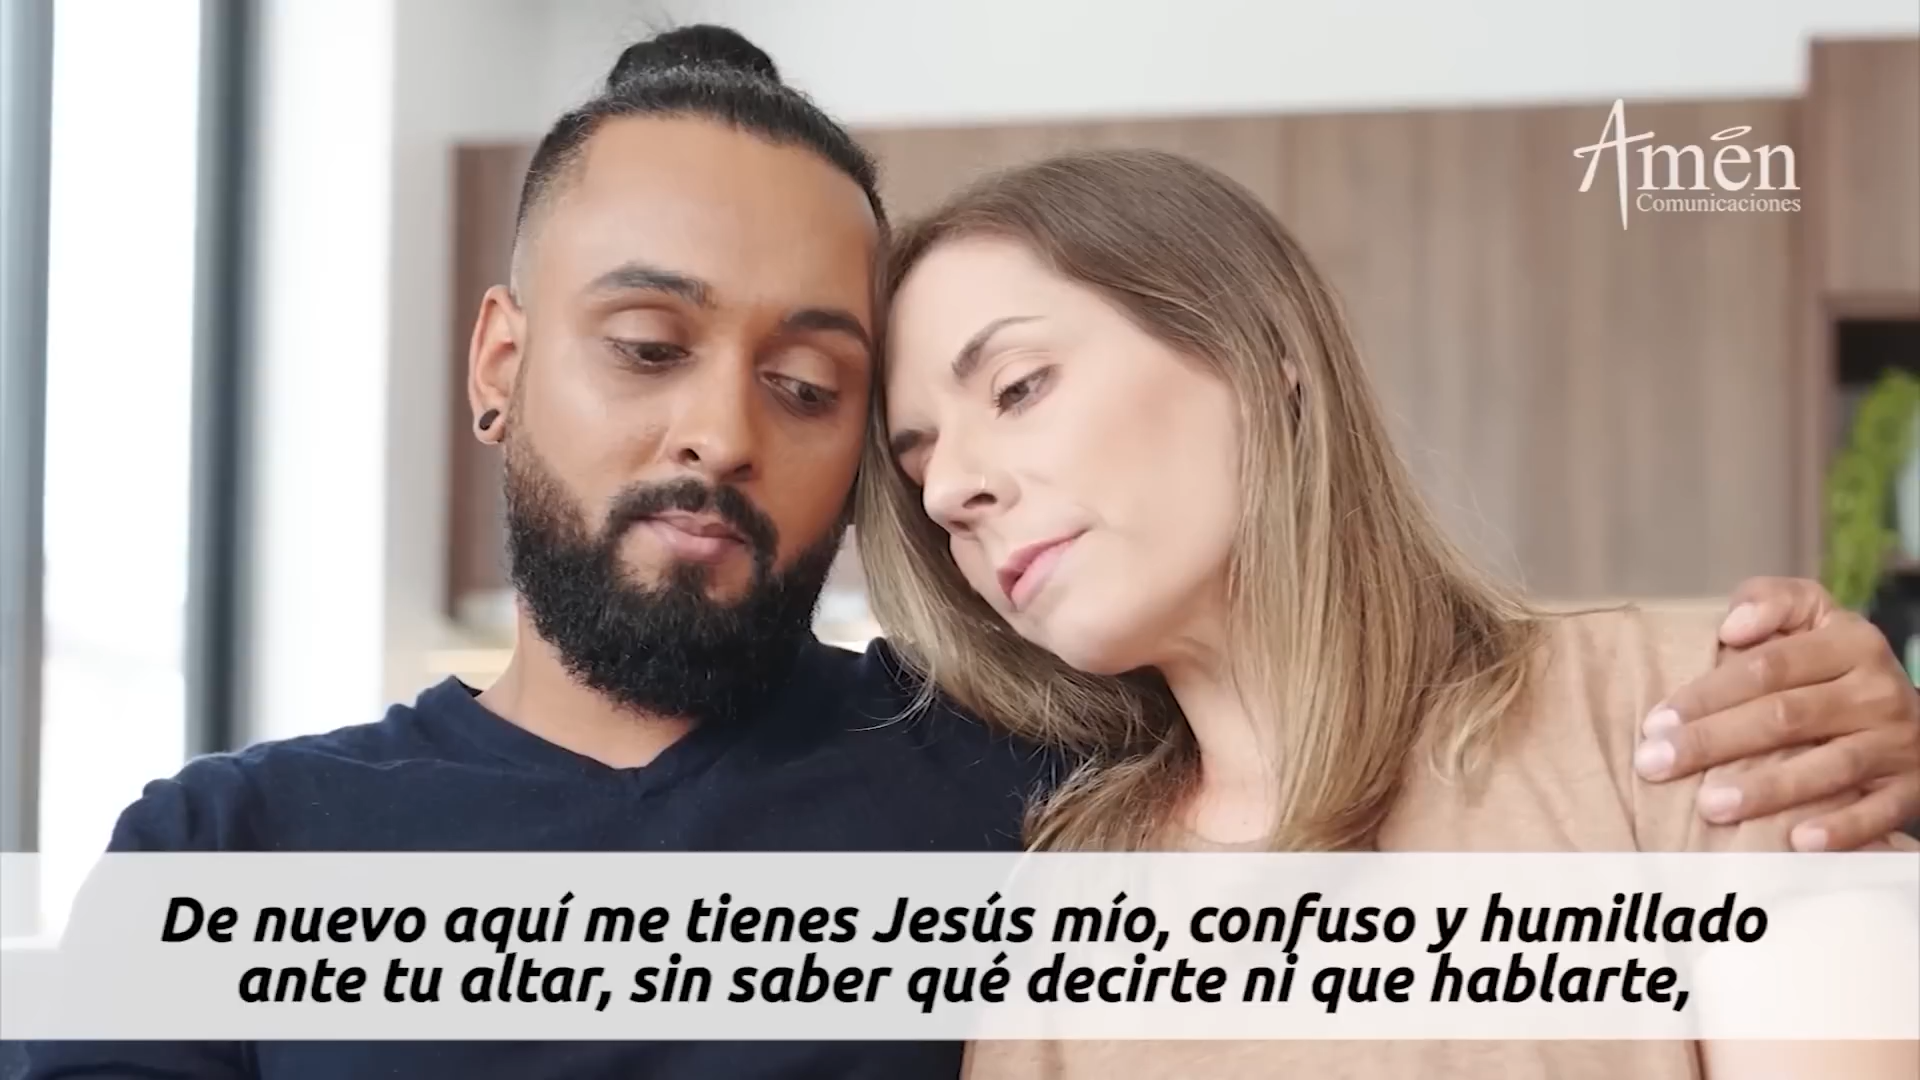 Amén
Comunicaciones
De nuevo aquí me tienes Jesús mío, confuso y humillado
ante tu altar, sin saber qué decirte ni que hablarte,